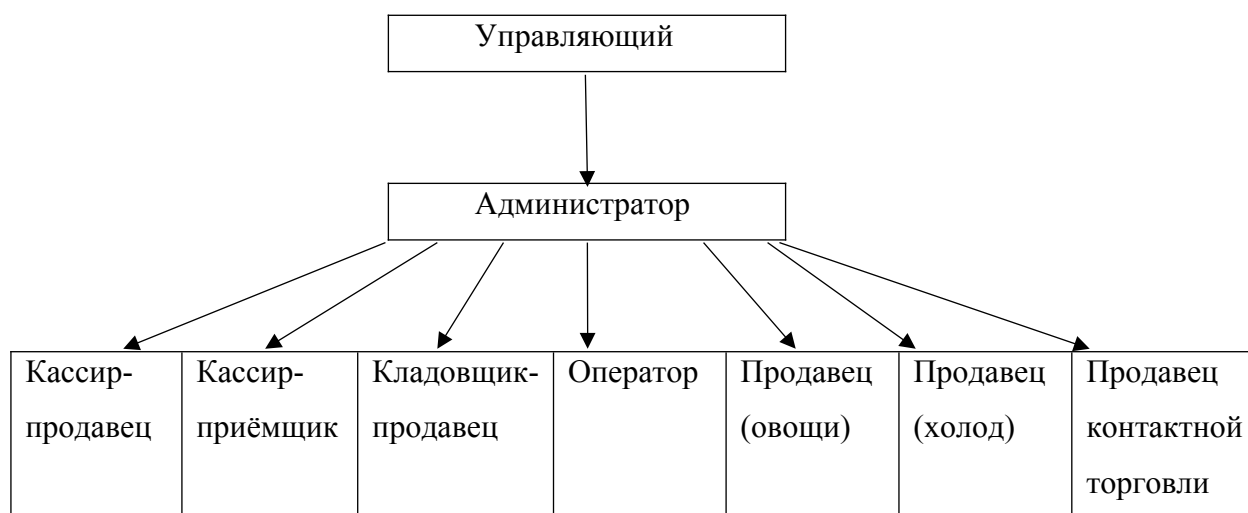 Управляющий
Администратор
Кассир-
продавец
Кассир-
приёмщик
Кладовщик-
продавец
Оператор
Продавец
(овощи)
Продавец
(холод)
Продавец
контактной
торговли